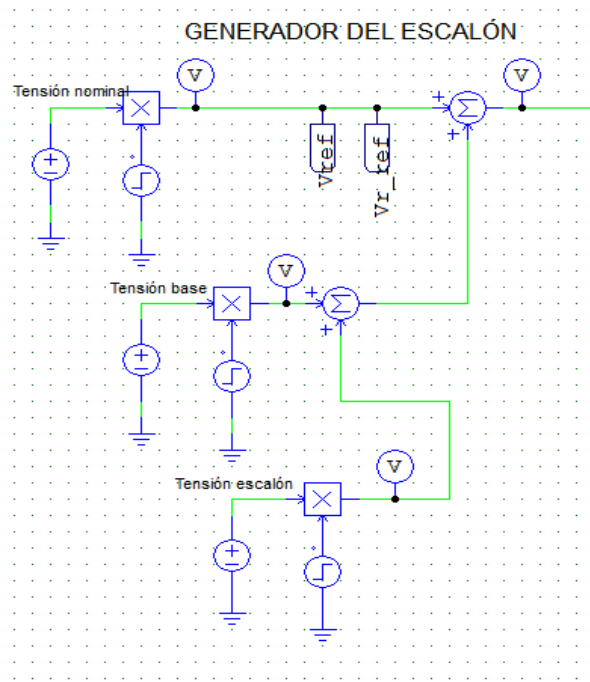 GENERADOR DEL ESCALÓN
V
V
Tensión nominal
Vref
Vr_ref
V
Tensión base
V
Tensión escalón